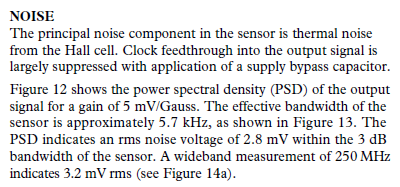 NOISE
The principal noise component in the sensor is thermal noise
from the Hall cell. Clock feedthrough into the output signal is
largely suppressed with application of a supply bypass capacitor.
Figure 12 shows the power spectral density (PSD) of the output
signal for a gain of 5 mV/Gauss. The effective bandwidth of the
sensor is approximately 5.7 kHz, as shown in Figure 13. The
PSD indicates an rms noise voltage of 2.8 mV within the 3 dB
bandwidth of the sensor. A wideband measurement of 250 MHz
indicates 3.2 mV rms (see Figure 14a).